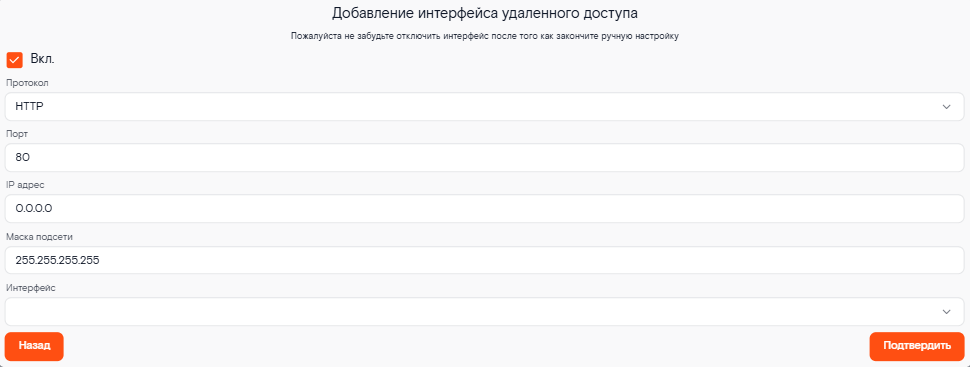 Добавление интерфейса удаленного доступа
Пожалуйста не забудьте отключить интерфейс после того как закончите ручную настройку
Вкл.
Протокол
HTTP
Порт
80
IP адрес
0.0.0.0
Маска подсети
255.255.255.255
Интерфейс
Назад
Подтвердить